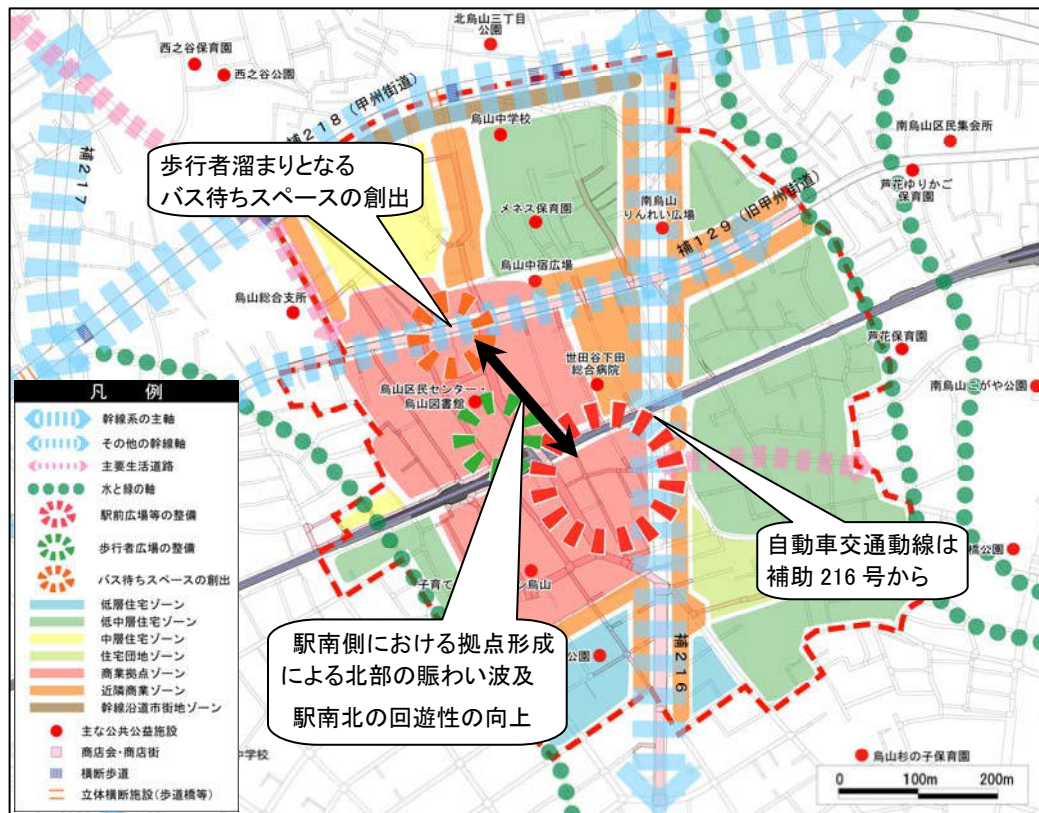 北烏山三丁目
公園
西之谷保育園
西之谷公園
補218(甲州街道)
烏山中学校
南烏山区民集会所
補217
歩行者溜まりとなる
バス待ちスペースの創出
芦花ゆりかご
保育園
メネス保育園
南烏山
りんれい広場
補129(旧甲州街道)
烏山中宿広場
烏山総合支所
世田谷下田
総合病院
芦花保育園
烏山区民センター・
烏山図書館
凡 例
幹線系の主軸
その他の幹線軸
主要生活道路
水と緑の軸
駅前広場等の整備
歩行者広場の整備
バス待ちスペースの創出
低層住宅ゾーン
低中層住宅ゾーン
中層住宅ゾーン
住宅団地ゾーン
商業拠点ゾーン
近隣商業ゾーン
幹線沿道市街地ゾーン
主な公共公益施設
商店会・商店街
横断歩道
立体横断施設(歩道橋等)
自動車交通動線は
補助216号から
橋公園
子育て
烏山
駅南側における拠点形成
による北部の賑わい波及
駅南北の回遊性の向上
公園
補216
中学校
烏山杉の子保育園
0 100m 200m